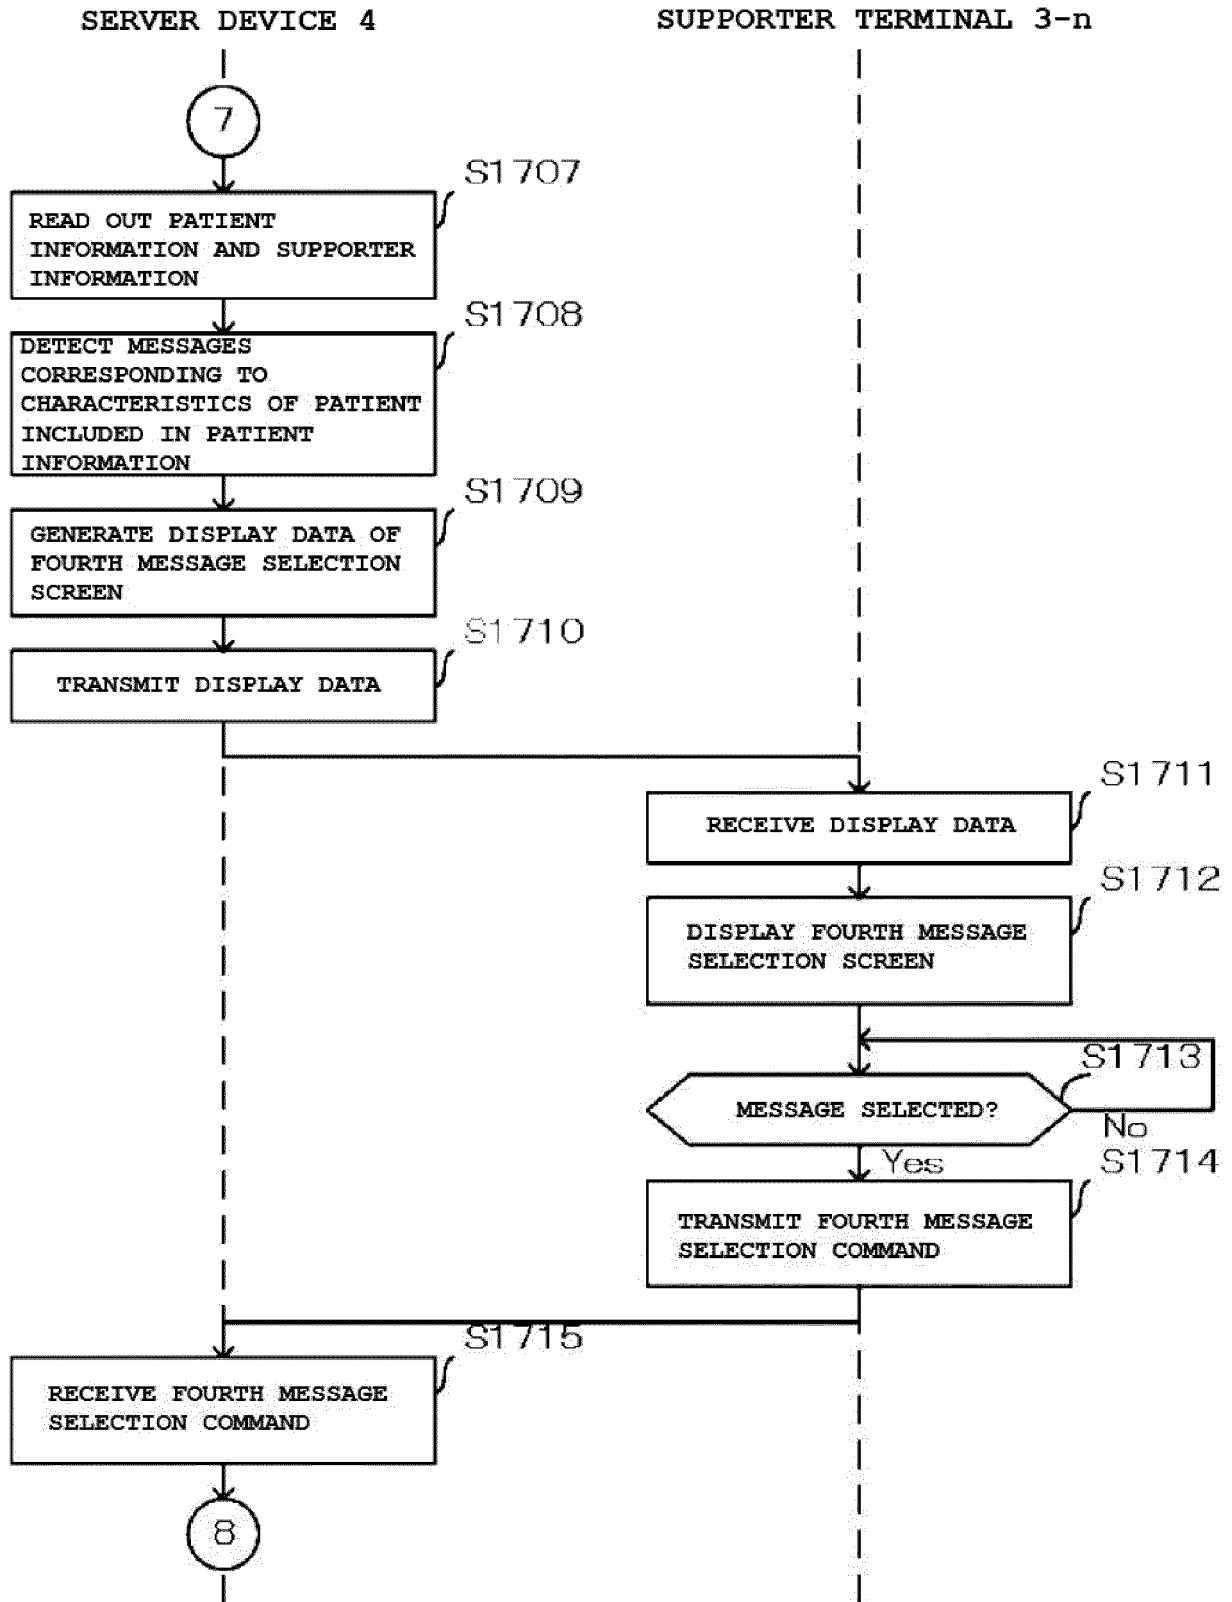 SERVER DEVICE 4
SUPPORTER TERMINAL 3-n
7
S1707
READ OUT PATIENT
INFORMATION AND SUPPORTER
INFORMATION
S1708
DETECT MESSAGES
CORRESPONDING TO
CHARACTERISTICS OF PATIENT
INCLUDED IN PATIENT
INFORMATION
S1709
GENERATE DISPLAY DATA OF
FOURTH MESSAGE SELECTION
SCREEN
S1710
TRANSMIT DISPLAY DATA
S1711
RECEIVE DISPLAY DATA
S1712
DISPLAY FOURTH MESSAGE
SELECTION SCREEN
S1713
MESSAGE SELECTED?
No
Yes
S1714
TRANSMIT FOURTH MESSAGE
SELECTION COMMAND
S1715
RECEIVE FOURTH MESSAGE
SELECTION COMMAND
8